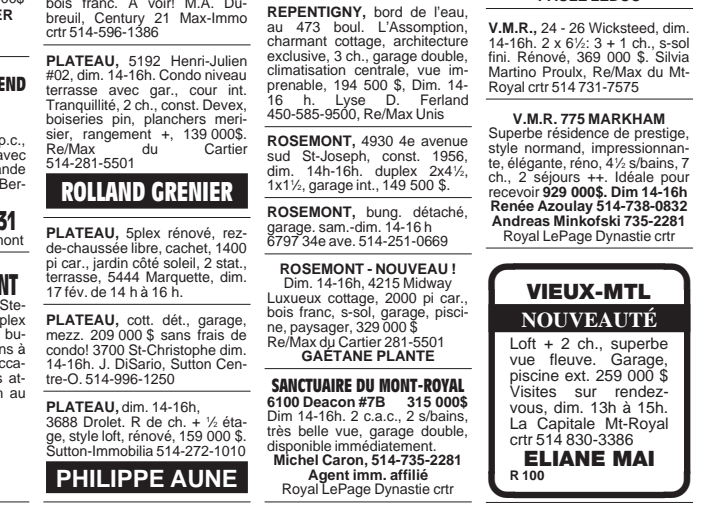 ER
END
p.c.,
avec
ande
Ber-
31
mont
NT
Ste-
plex
bu-
ns à
cca-
s at-
n au
bois franc. À voir! M.A. Du-
breuil, Century 21 Max-Immo
crtr 514-596-1386
PLATEAU, 5192 Henri-Julien
#02, dim. 14-16h. Condo niveau
terrasse avec gar., cour int.
Tranquillité, 2 ch., const. Devex,
boiseries pin, planchers meri-
sier, rangement +, 139 000$.
Re/Max du Cartier
514-281-5501
ROLLAND GRENIER
PLATEAU, 5plex rénové, rez-
de-chaussée libre, cachet, 1400
pi car., jardin côté soleil, 2 stat.,
terrasse, 5444 Marquette, dim.
17 fév. de 14 h à 16 h.
PLATEAU, cott. dét., garage,
mezz. 209 000 $ sans frais de
condo! 3700 St-Christophe dim.
14-16h. J. DiSario, Sutton Cen-
tre-O. 514-996-1250
PLATEAU, dim. 14-16h,
3688 Drolet. R de ch. + ½ éta-
ge, style loft, rénové, 159 000 $.
Sutton-Immobilia 514-272-1010
PHILIPPE AUNE
REPENTIGNY, bord de l'eau,
au 473 boul. L'Assomption,
charmant cottage, architecture
exclusive, 3 ch., garage double,
climatisation centrale, vue im-
prenable, 194 500 $, Dim. 14-
16 h. Lyse D. Ferland
450-585-9500, Re/Max Unis
ROSEMONT, 4930 4e avenue
sud St-Joseph, const. 1956,
dim. 14h-16h. duplex 2x4½,
1x1½, garage int., 149 500 $.
ROSEMONT, bung. détaché,
garage. sam.-dim. 14-16 h
6797 34e ave. 514-251-0669
ROSEMONT - NOUVEAU !
Dim. 14-16h, 4215 Midway
Luxueux cottage, 2000 pi car.,
bois franc, s-sol, garage, pisci-
ne, paysager, 329 000 $
Re/Max du Cartier 281-5501
GAÉTANE PLANTE
SANCTUAIRE DU MONT-ROYAL
6100 Deacon #7B 315 000$
Dim 14-16h. 2 c.a.c., 2 s/bains,
très belle vue, garage double,
disponible immédiatement.
Michel Caron, 514-735-2281
Agent imm. affilié
Royal LePage Dynastie crtr
V.M.R., 24 - 26 Wicksteed, dim.
14-16h. 2 x 6½: 3 + 1 ch., s-sol
fini. Rénové, 369 000 $. Silvia
Martino Proulx, Re/Max du Mt-
Royal crtr 514 731-7575
V.M.R. 775 MARKHAM
Superbe résidence de prestige,
style normand, impressionnan-
te, élégante, réno, 4½ s/bains, 7
ch., 2 séjours ++. Idéale pour
recevoir 929 000$. Dim 14-16h
Renée Azoulay 514-738-0832
Andreas Minkofski 735-2281
Royal LePage Dynastie crtr
VIEUX-MTL
NOUVEAUTÉ
Loft + 2 ch., superbe
vue fleuve. Garage,
piscine ext. 259 000 $
Visites sur rendez-
vous, dim. 13h à 15h.
La Capitale Mt-Royal
crtr 514 830-3386
ELIANE MAI
R 100